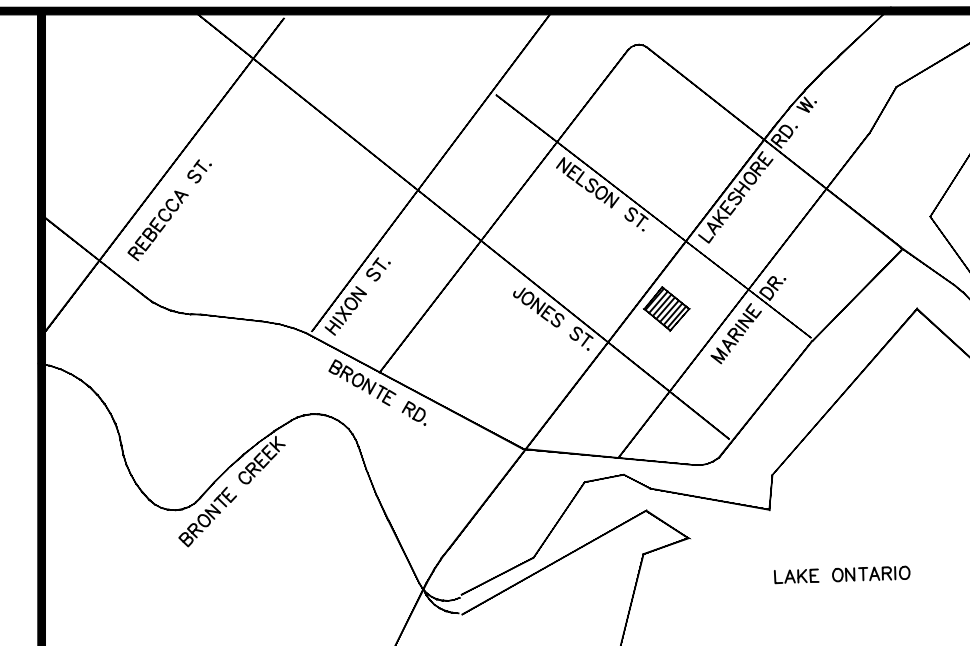 LAKESHORE RD. W.
REBECCA ST.
NELSON ST.
HIXON ST.
JONES ST.
MARINE DR.
BRONTE RD.
BRONTE CREEK
LAKE ONTARIO